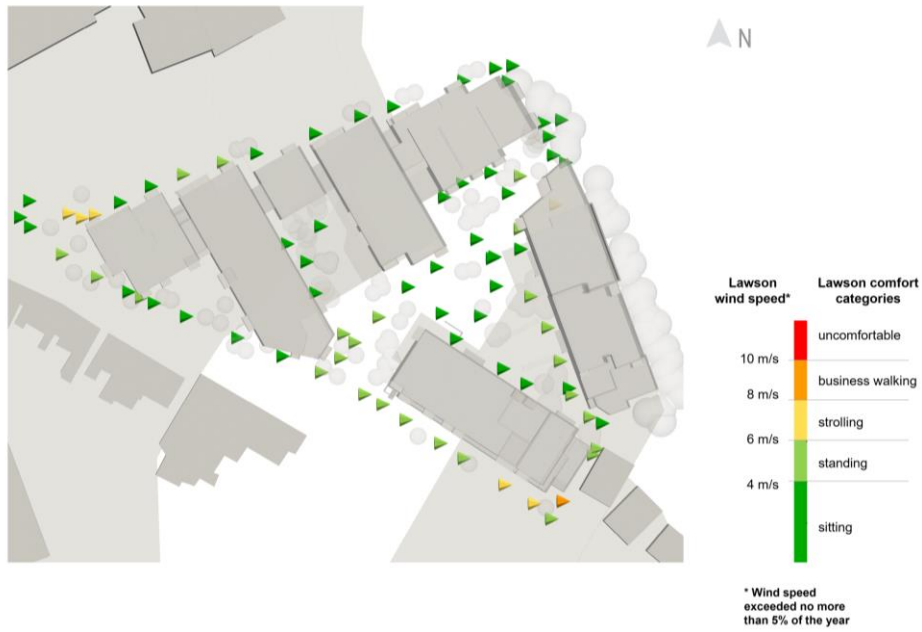 N
Lawson
wind speed*
Lawson comfort
categories
uncomfortable
10 m/s
business walking
8 m/s
strolling
6 m/s
standing
4 m/s
sitting
* Wind speed
exceeded no more
than 5% of the year